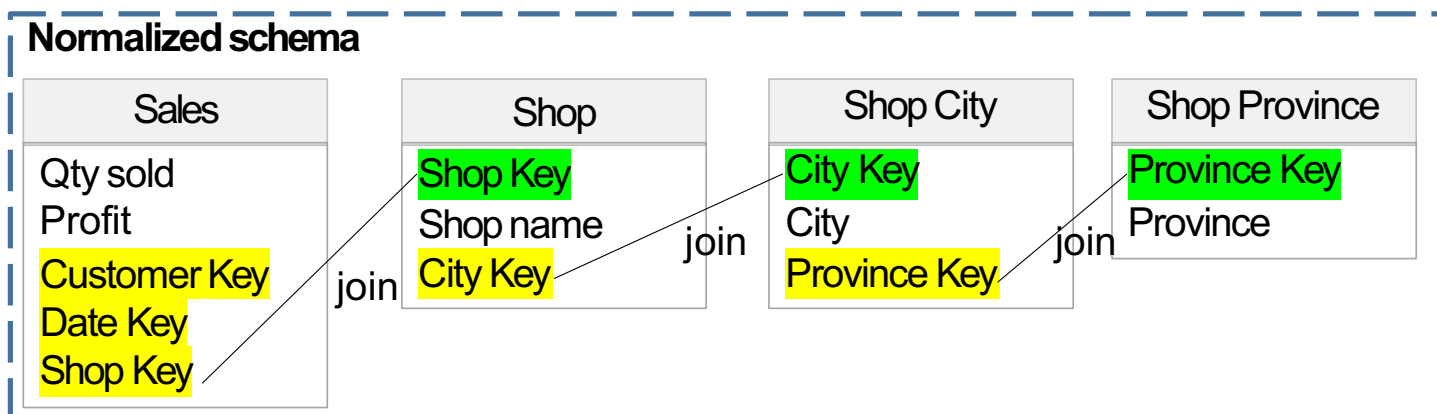 Normalized schema
Sales
Qty sold
Profit
Customer Key
Date Key
Shop Key
join
Shop
Shop Key
Shop name
City Key
join
Shop City
City Key
City
Province Key
join
Shop Province
Province Key
Province